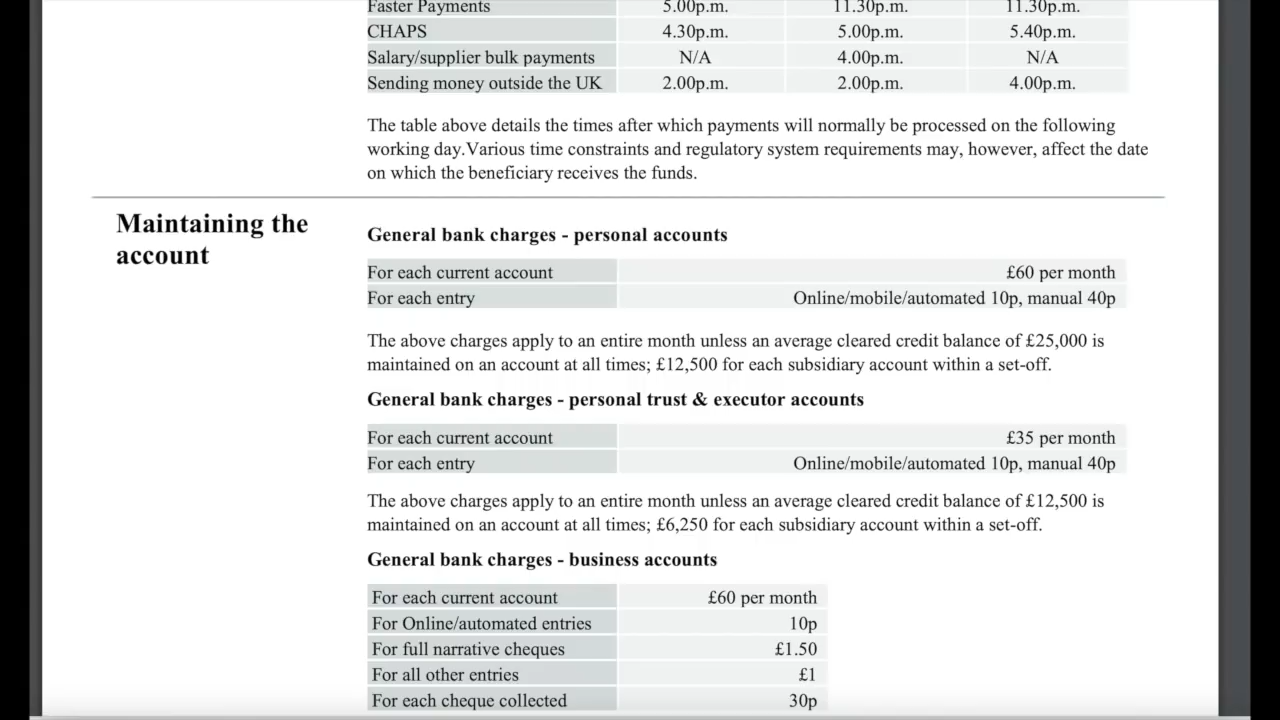 Faster Payments 5.00p.m. 11.30p.m. 11.30p.m.
CHAPS 4.30p.m. 5.00p.m. 5.40p.m.
Salary/supplier bulk payments N/A 4.00p.m. N/A
Sending money outside the UK 2.00p.m. 2.00p.m. 4.00p.m.
The table above details the times after which payments will normally be processed on the following
working day.Various time constraints and regulatory system requirements may, however, affect the date
on which the beneficiary receives the funds.
Maintaining the
account
General bank charges - personal accounts
For each current account £60 per month
For each entry Online/mobile/automated 10p, manual 40p
The above charges apply to an entire month unless an average cleared credit balance of £25,000 is
maintained on an account at all times; £12,500 for each subsidiary account within a set-off.
General bank charges - personal trust & executor accounts
For each current account £35 per month
For each entry Online/mobile/automated 10p, manual 40p
The above charges apply to an entire month unless an average cleared credit balance of £12,500 is
maintained on an account at all times; £6,250 for each subsidiary account within a set-off.
General bank charges - business accounts
For each current account £60 per month
For Online/automated entries 10p
For full narrative cheques £1.50
For all other entries £1
For each cheque collected 30p